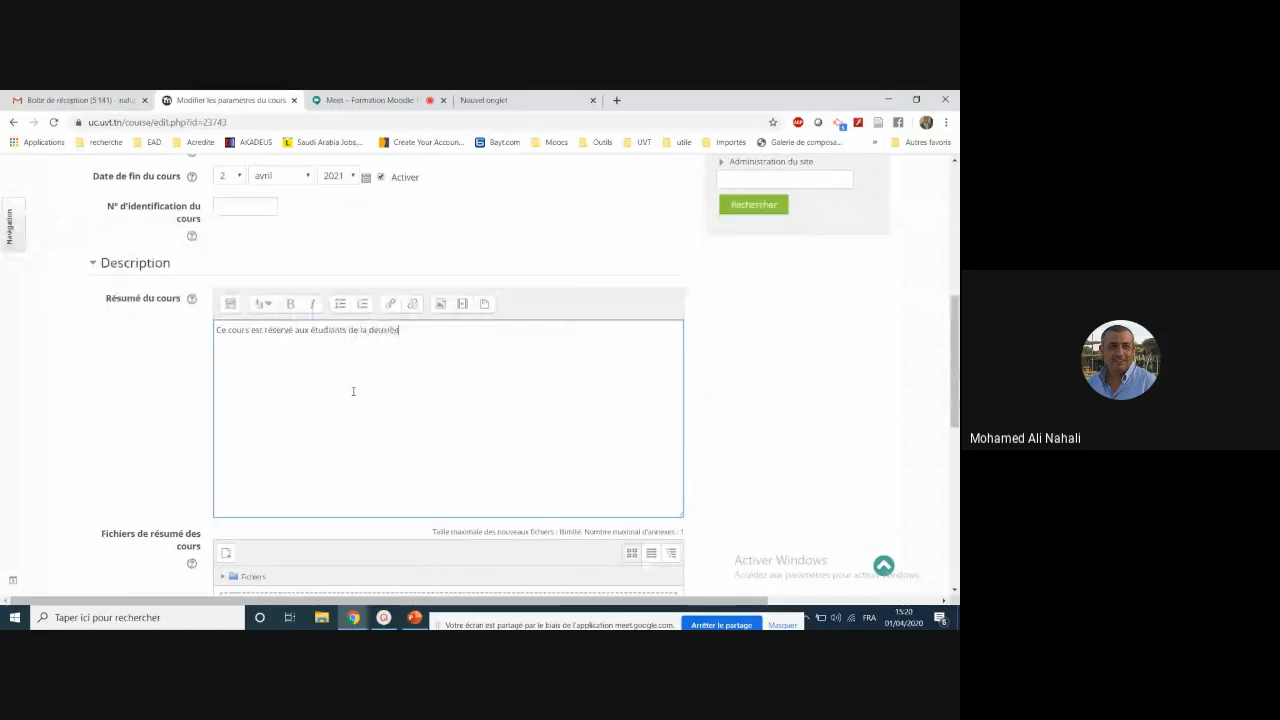 Boîte de réception (5 141) - inah
Modifier les paramètres du cours
Meet – Formation Moodle
Nouvel onglet
uc.uvt.tn/course/edit.php?id=23743
Applications
recherche
EAD
Acredite
AKADEUS
Saudi Arabia Jobs,...
Create Your Accoun...
Bayt.com
Moocs
Outils
UVT
utile
Importés
Galerie de composa...
»
Autres favoris
Administration du site
Rechercher
Navigation
Date de fin du cours
2
avril
2021
Activer
N° d'identification du
cours
Description
Résumé du cours
Ce cours est réservé aux étudiants de la
Fichiers de résumé des
cours
Taille maximale des nouveaux fichiers : Illimité. Nombre maximal d'annexes : 1
Fichiers
Activer Windows
Accédez aux paramètres pour activer Windows.
Taper ici pour rechercher
Votre écran est partagé par le biais de l'application meet.google.com.
Arrêter le partage
Masquer
FRA
15:20
01/04/2020
Mohamed Ali Nahali